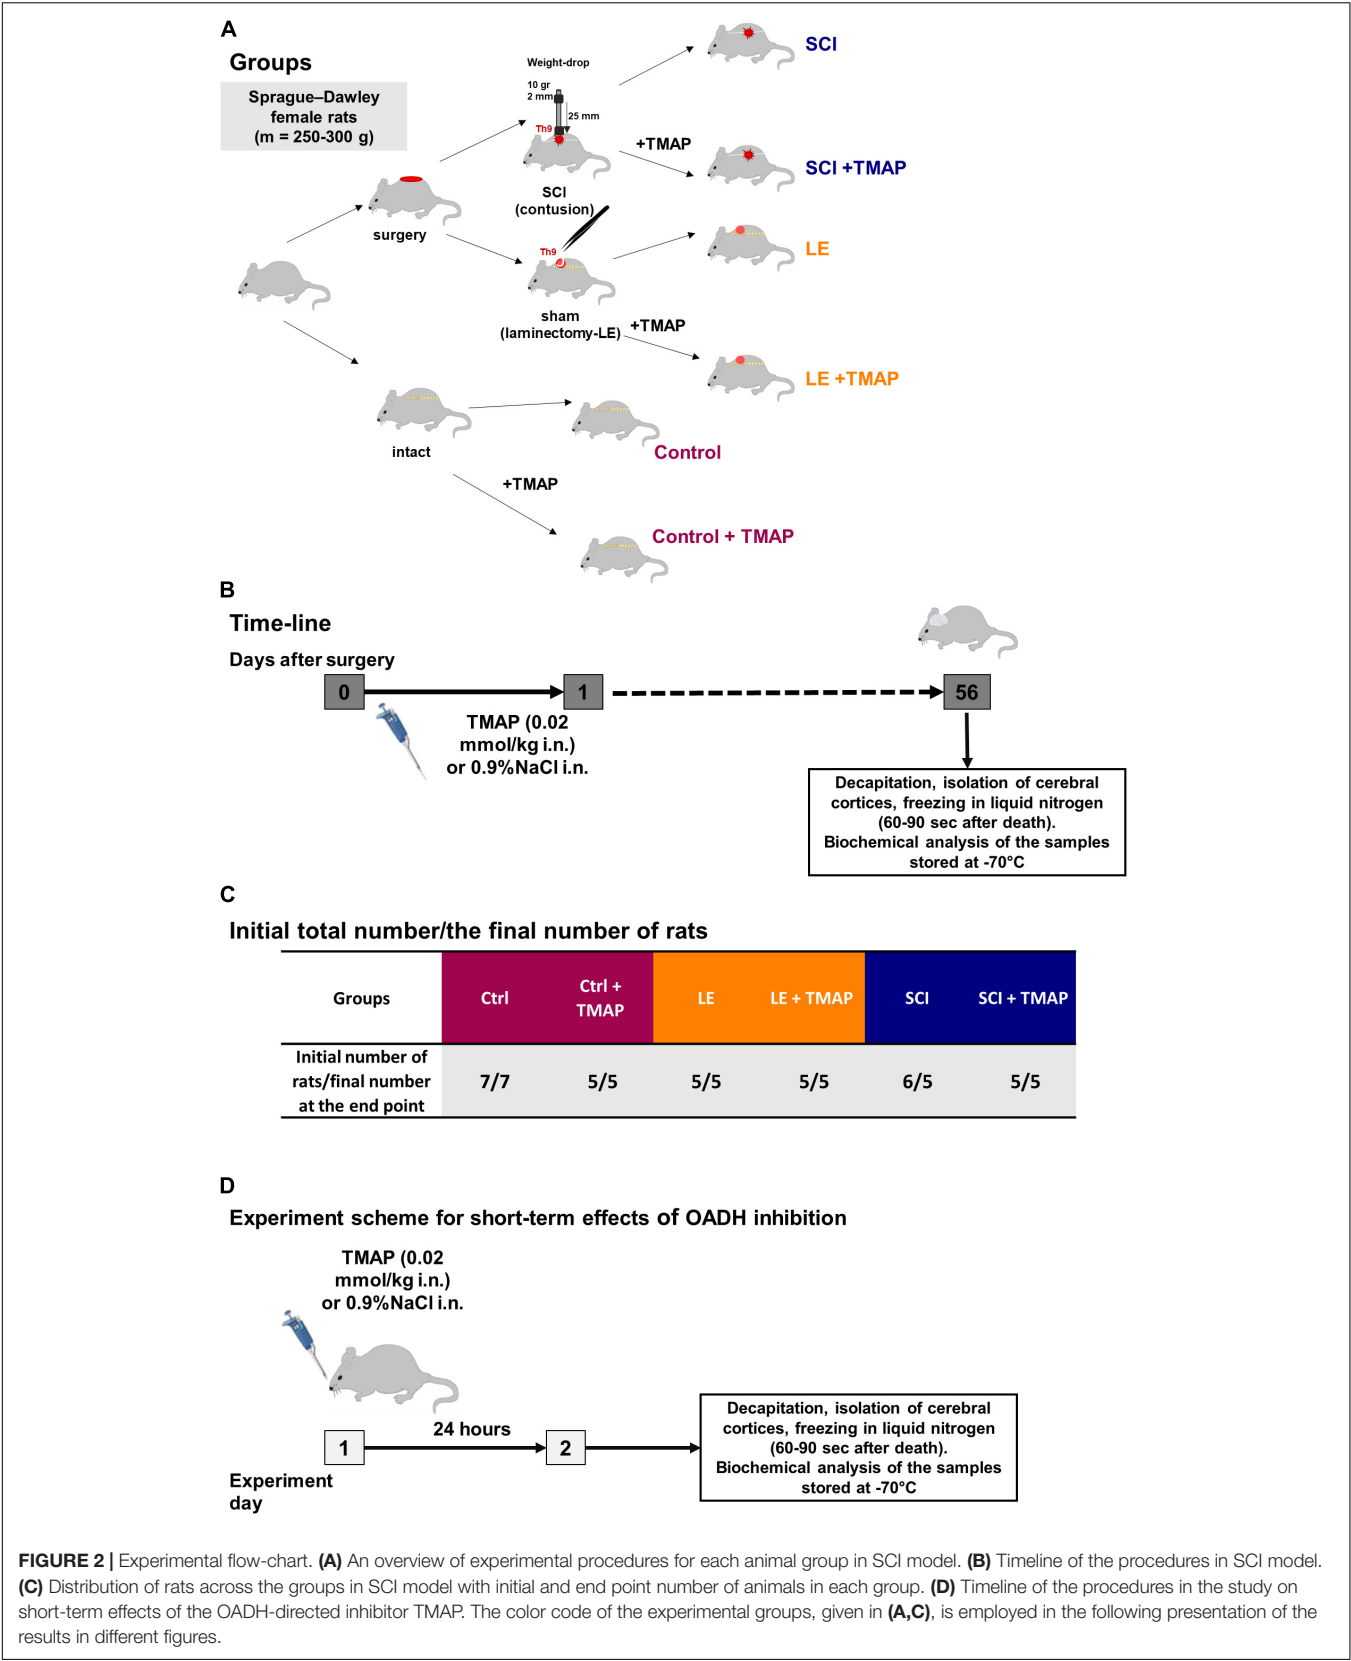 A
Groups
Sprague–Dawley
female rats
(m = 250-300 g)
Weight-drop
10 gr
2 mm
25 mm
Th9
SCI
(contusion)
surgery
Th9
sham
(laminectomy-LE)
+TMAP
+TMAP
SCI
SCI +TMAP
LE
LE +TMAP
intact
Control
+TMAP
Control + TMAP
B
Time-line
Days after surgery
0
1
56
TMAP (0.02
mmol/kg i.n.)
or 0.9%NaCl i.n.
Decapitation, isolation of cerebral
cortices, freezing in liquid nitrogen
(60-90 sec after death).
Biochemical analysis of the samples
stored at -70°C
C
Initial total number/the final number of rats
Groups
Ctrl
Ctrl +
TMAP
LE
LE + TMAP
SCI
SCI + TMAP
Initial number of
rats/final number
at the end point
7/7
5/5
5/5
5/5
6/5
5/5
D
Experiment scheme for short-term effects of OADH inhibition
TMAP (0.02
mmol/kg i.n.)
or 0.9%NaCl i.n.
1
24 hours
2
Experiment
day
Decapitation, isolation of cerebral
cortices, freezing in liquid nitrogen
(60-90 sec after death).
Biochemical analysis of the samples
stored at -70°C
FIGURE 2 | Experimental flow-chart. (A) An overview of experimental procedures for each animal group in SCI model. (B) Timeline of the procedures in SCI model.
(C) Distribution of rats across the groups in SCI model with initial and end point number of animals in each group. (D) Timeline of the procedures in the study on
short-term effects of the OADH-directed inhibitor TMAP. The color code of the experimental groups, given in (A,C), is employed in the following presentation of the
results in different figures.